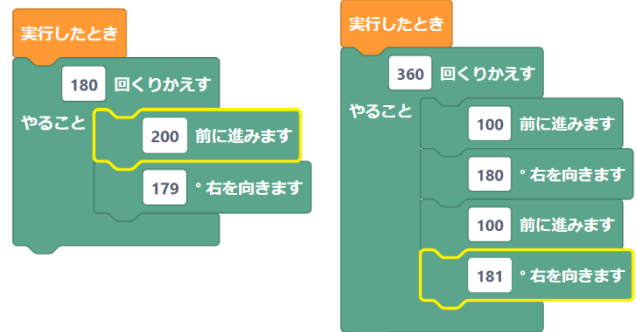 実行したとき
180 回くりかえす
やること
200 前に進みます
179 °右を向きます
実行したとき
360 回くりかえす
やること
100 前に進みます
180 °右を向きます
100 前に進みます
181 °右を向きます